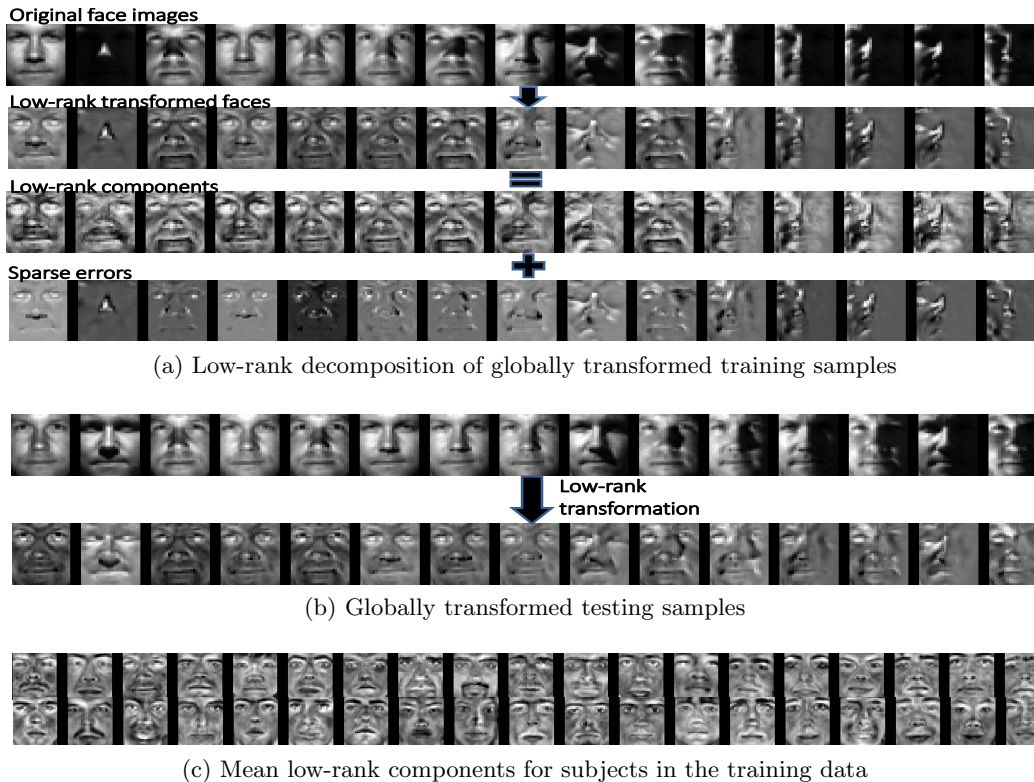 Original face images
Low-rank transformed faces
Low-rank components
Sparse errors
(a) Low-rank decomposition of globally transformed training samples
Low-rank
transformation
(b) Globally transformed testing samples
(c) Mean low-rank components for subjects in the training data